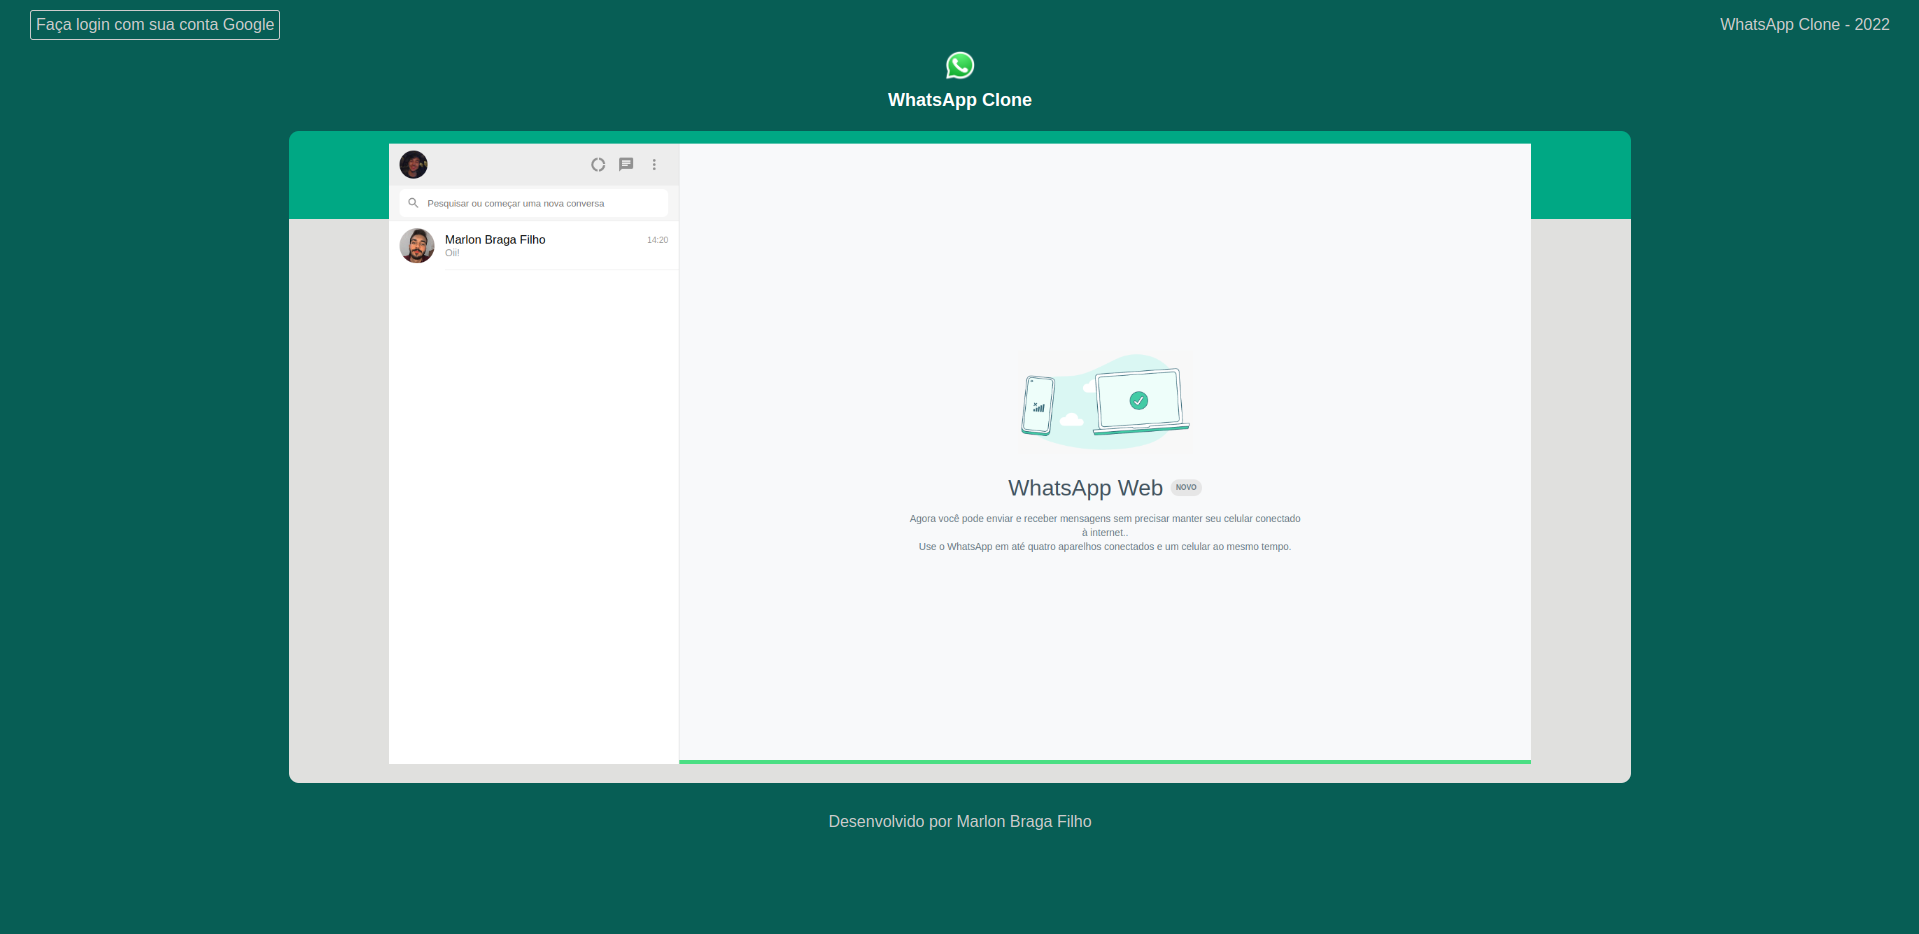 Faça login com sua conta Google
WhatsApp Clone - 2022
WhatsApp Clone
Pesquisar ou começar uma nova conversa
Marlon Braga Filho
14:20
Oii!
WhatsApp Web NOVO
Agora você pode enviar e receber mensagens sem precisar manter seu celular conectado
à internet..
Use o WhatsApp em até quatro aparelhos conectados e um celular ao mesmo tempo.
Desenvolvido por Marlon Braga Filho